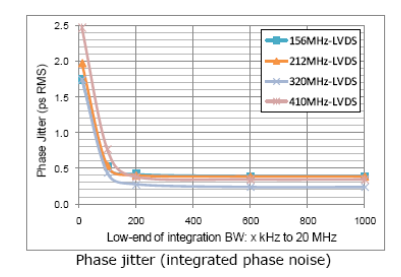 2.5
2.0
1.5
1.0
0.5
0.0
Phase Jitter (ps RMS)
156MHz-LVDS
212MHz-LVDS
320MHz-LVDS
410MHz-LVDS
0 200 400 600 800 1000
Low-end of integration BW: x kHz to 20 MHz
Phase jitter (integrated phase noise)